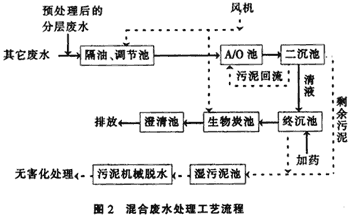 预处理后的
分层废水
风机
其它废水
隔油、调节池
A/O池
二沉池
污泥回流
清液
剩余污泥
排放
澄清池
生物炭池
终沉池
加药
无害化处理
污泥机械脱水
湿污泥池
图2 混合废水处理工艺流程